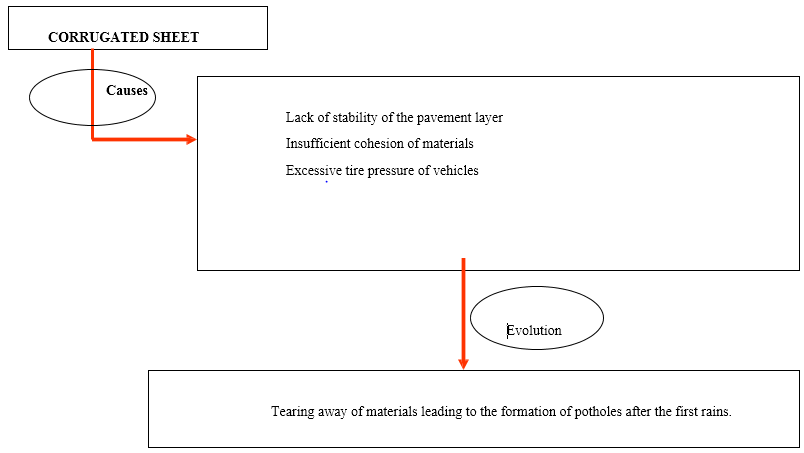 CORRUGATED SHEET
Causes
Lack of stability of the pavement layer
Insufficient cohesion of materials
Excessive tire pressure of vehicles
Evolution
Tearing away of materials leading to the formation of potholes after the first rains.